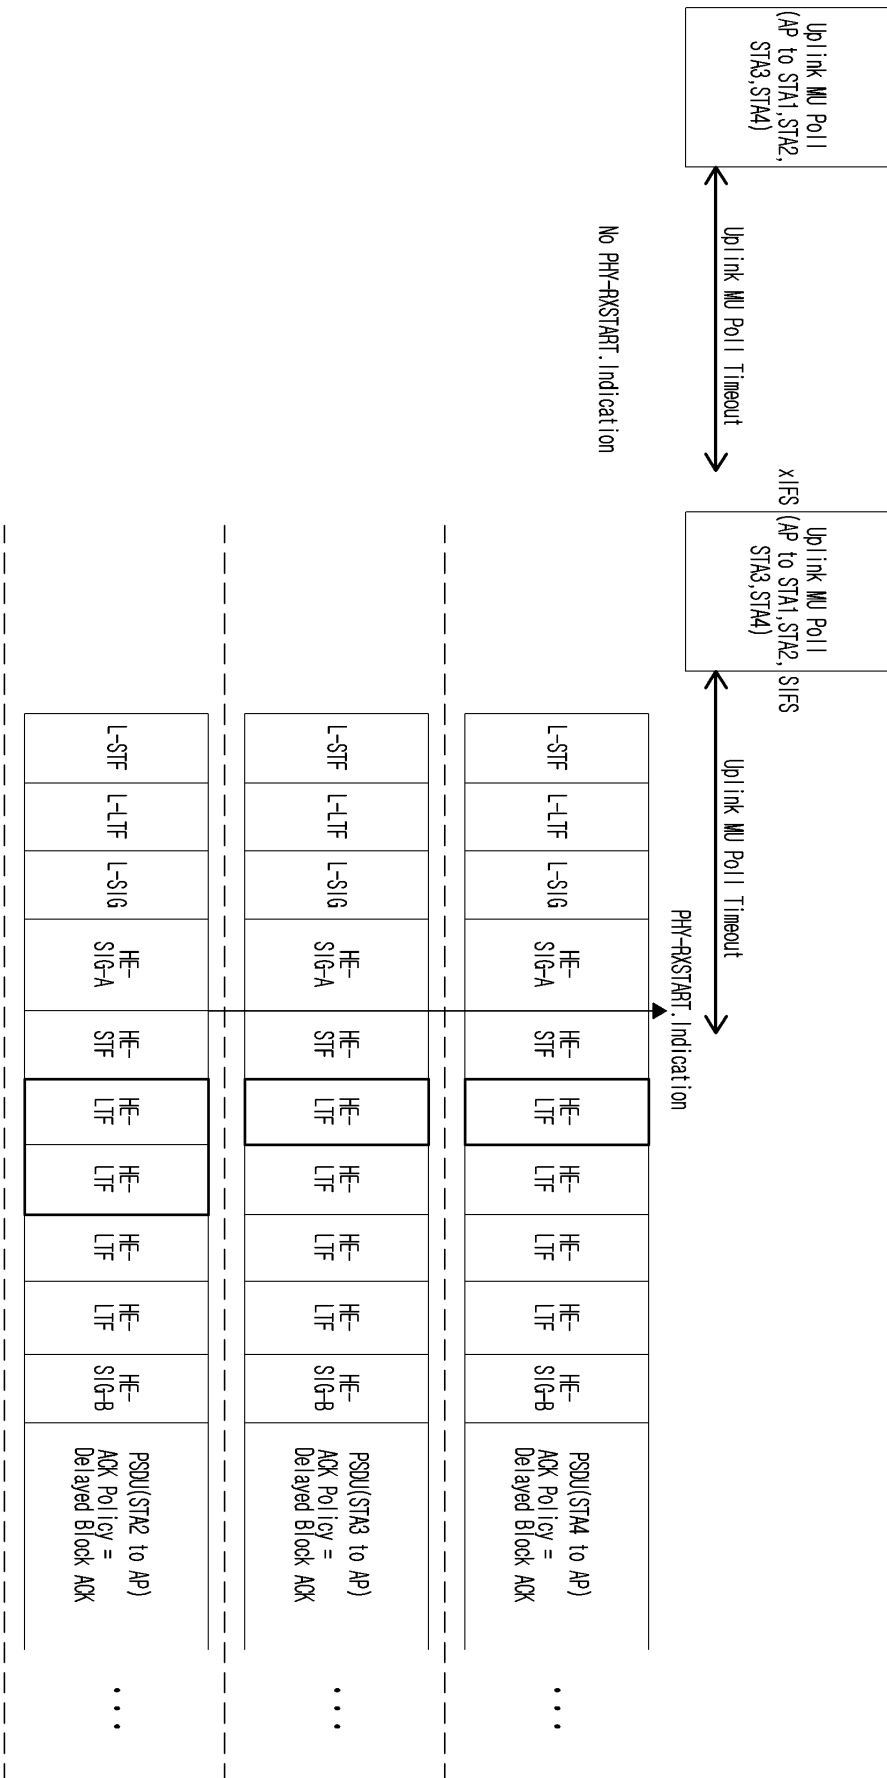 Uplink MU Poll
(AP to STA1,STA2,
STA3,STA4)
Uplink MU Poll Timeout
No PHY-RXSTART.Indication
xIFS
Uplink MU Poll
(AP to STA1,STA2,
STA3,STA4)
SIFS
Uplink MU Poll Timeout
PHY-RXSTART.Indication
L-STF
L-LTF
L-SIG
HE-
SIG-A
HE-
STF
HE-
LTF
HE-
LTF
HE-
LTF
HE-
LTF
HE-
SIG-B
PSDU(STA4 to AP)
ACK Policy =
Delayed Block ACK
...
L-STF
L-LTF
L-SIG
HE-
SIG-A
HE-
STF
HE-
LTF
HE-
LTF
HE-
LTF
HE-
LTF
HE-
SIG-B
PSDU(STA3 to AP)
ACK Policy =
Delayed Block ACK
...
L-STF
L-LTF
L-SIG
HE-
SIG-A
HE-
STF
HE-
LTF
HE-
LTF
HE-
LTF
HE-
LTF
HE-
SIG-B
PSDU(STA2 to AP)
ACK Policy =
Delayed Block ACK
...